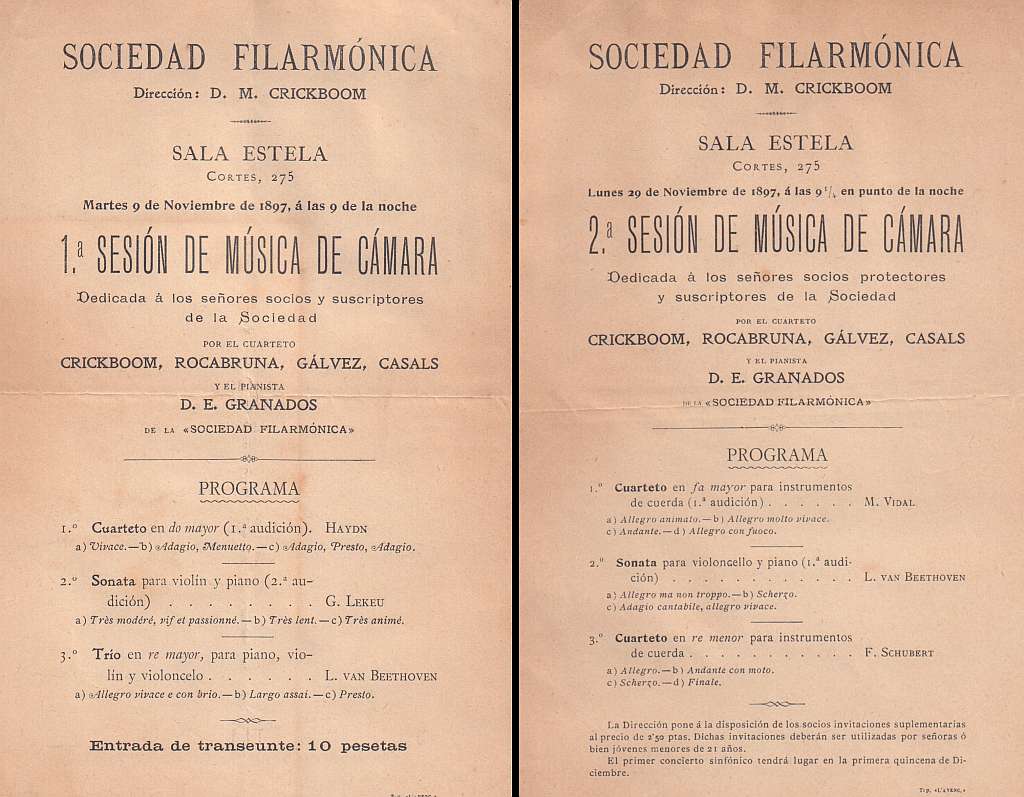 SOCIEDAD FILARMÓNICA
Dirección: D. M. CRICKBOOM
SALA ESTELA
CORTES, 275
Martes 9 de Noviembre de 1897, á las 9 de la noche
1.ª SESIÓN DE MÚSICA DE CÁMARA
Dedicada á los señores socios y suscriptores
de la Sociedad
POR EL CUARTETO
CRICKBOOM, ROCABRUNA, GÁLVEZ, CASALS
Y EL PIANISTA
D. E. GRANADOS
DE LA «SOCIEDAD FILARMÓNICA»
PROGRAMA
1.º Cuarteto en do mayor (1.ª audición). HAYDN
a) Vivace.—b) Adagio, Menuetto.—c) Adagio, Presto, Adagio.
2.º Sonata para violín y piano (2.ª au-
dición) . . . . . . . . G. LEKEU
a) Très modéré, vif et passionné.—b) Très lent.—c) Très animé.
3.º Trío en re mayor, para piano, vio-
lín y violoncelo . . . . . . L. VAN BEETHOVEN
a) Allegro vivace e con brio.—b) Largo assai.—c) Presto.
Entrada de transeunte: 10 pesetas
SOCIEDAD FILARMÓNICA
Dirección: D. M. CRICKBOOM
SALA ESTELA
CORTES, 275
Lunes 29 de Noviembre de 1897, á las 9 1/4 en punto de la noche
2.ª SESIÓN DE MÚSICA DE CÁMARA
Dedicada á los señores socios protectores
y suscriptores de la Sociedad
POR EL CUARTETO
CRICKBOOM, ROCABRUNA, GÁLVEZ, CASALS
Y EL PIANISTA
D. E. GRANADOS
DE LA «SOCIEDAD FILARMÓNICA»
PROGRAMA
1.º Cuarteto en fa mayor para instrumentos
de cuerda (1.ª audición) . . . . . . M. VIDAL
a) Allegro animato.—b) Allegro molto vivace.
c) Andante.—d) Allegro con fuoco.
2.º Sonata para violoncello y piano (1.ª audi-
ción) . . . . . . . . . . . . L. VAN BEETHOVEN
a) Allegro ma non troppo.—b) Scherzo.
c) Adagio cantabile, allegro vivace.
3.º Cuarteto en re menor para instrumentos
de cuerda . . . . . . . . . . . F. SCHUBERT
a) Allegro.—b) Andante con moto.
c) Scherzo.—d) Finale.
La Dirección pone á la disposición de los socios invitaciones suplementarias
al precio de 2'50 ptas. Dichas invitaciones deberán ser utilizadas por señoras ó
bien jóvenes menores de 21 años.
El primer concierto sinfónico tendrá lugar en la primera quincena de Di-
ciembre.
Tip. «L'AVENÇ»